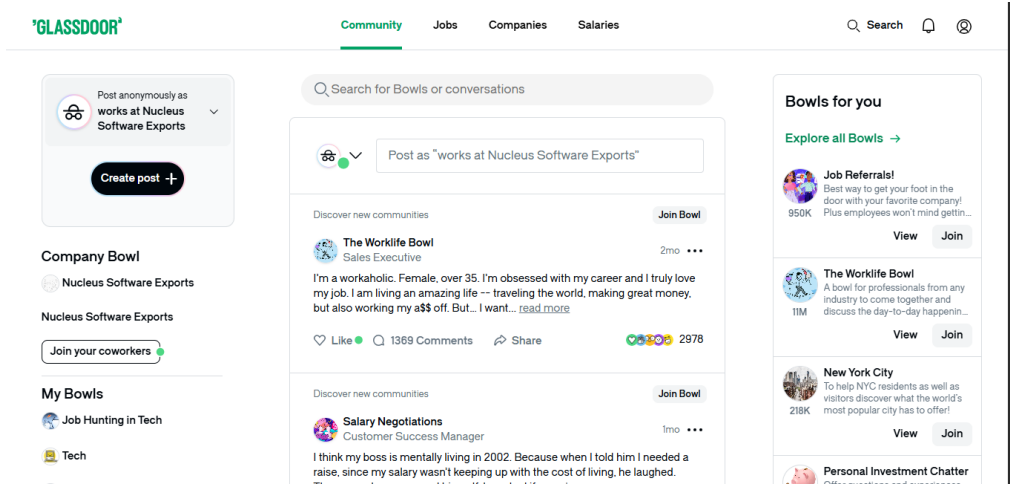 "GLASSDOOR"
Community
Jobs
Companies
Salaries
Search
Post anonymously as
works at Nucleus
Software Exports
Create post
Company Bowl
Nucleus Software Exports
Nucleus Software Exports
Join your coworkers
My Bowls
Job Hunting in Tech
Tech
Search for Bowls or conversations
Post as "works at Nucleus Software Exports"
Discover new communities
Join Bowl
The Worklife Bowl
Sales Executive
2mo
I'm a workaholic. Female, over 35. I'm obsessed with my career and I truly love
my job. I am living an amazing life -- traveling the world, making great money,
but also working my a$$ off. But... I want... read more
Like
1369 Comments
Share
2978
Discover new communities
Join Bowl
Salary Negotiations
Customer Success Manager
1mo
I think my boss is mentally living in 2002. Because when I told him I needed a
raise, since my salary wasn't keeping up with the cost of living, he laughed.
Bowls for you
Explore all Bowls →
Job Referrals!
Best way to get your foot in the
door with your favorite company!
Plus employees won't mind gettin...
950K
View
Join
The Worklife Bowl
A bowl for professionals from any
industry to come together and
discuss the day-to-day happenin...
11M
View
Join
New York City
To help NYC residents as well as
visitors discover what the world's
most popular city has to offer!
218K
View
Join
Personal Investment Chatter